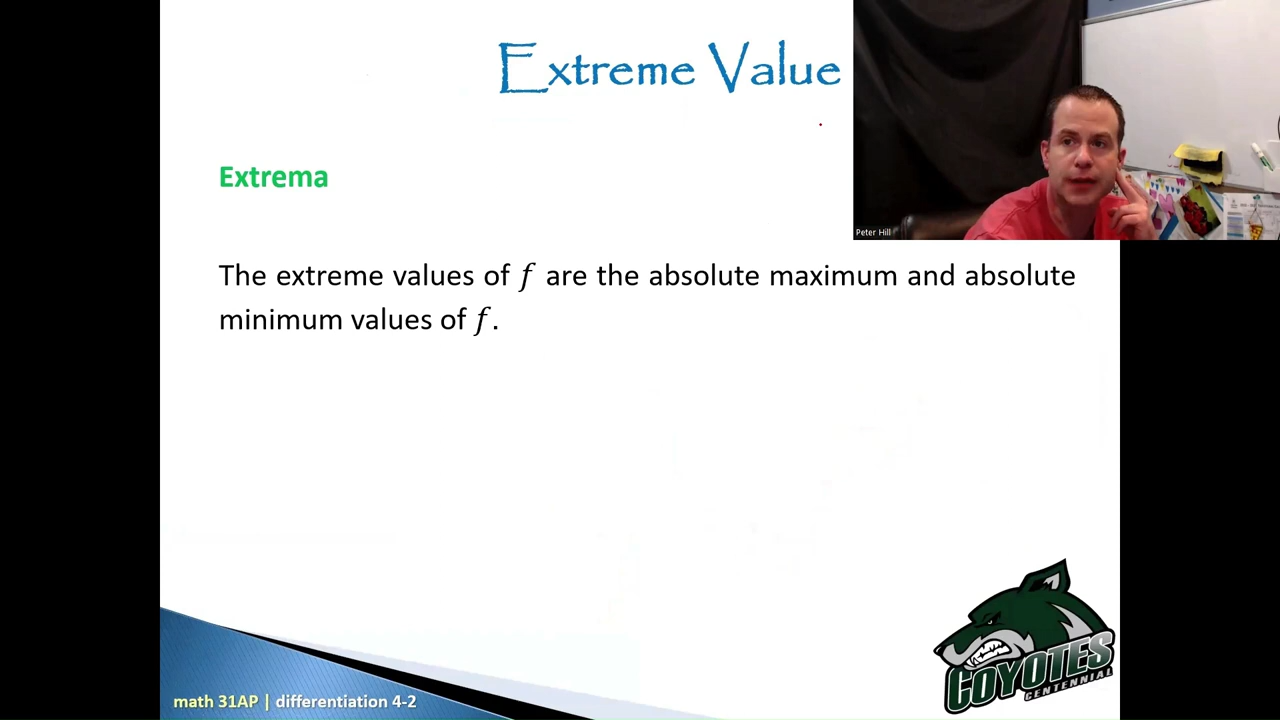 Extreme Value
Extrema
Peter Hill
The extreme values of f are the absolute maximum and absolute
minimum values of f.
COYOTES
CENTENNIAL
math 31AP | differentiation 4-2